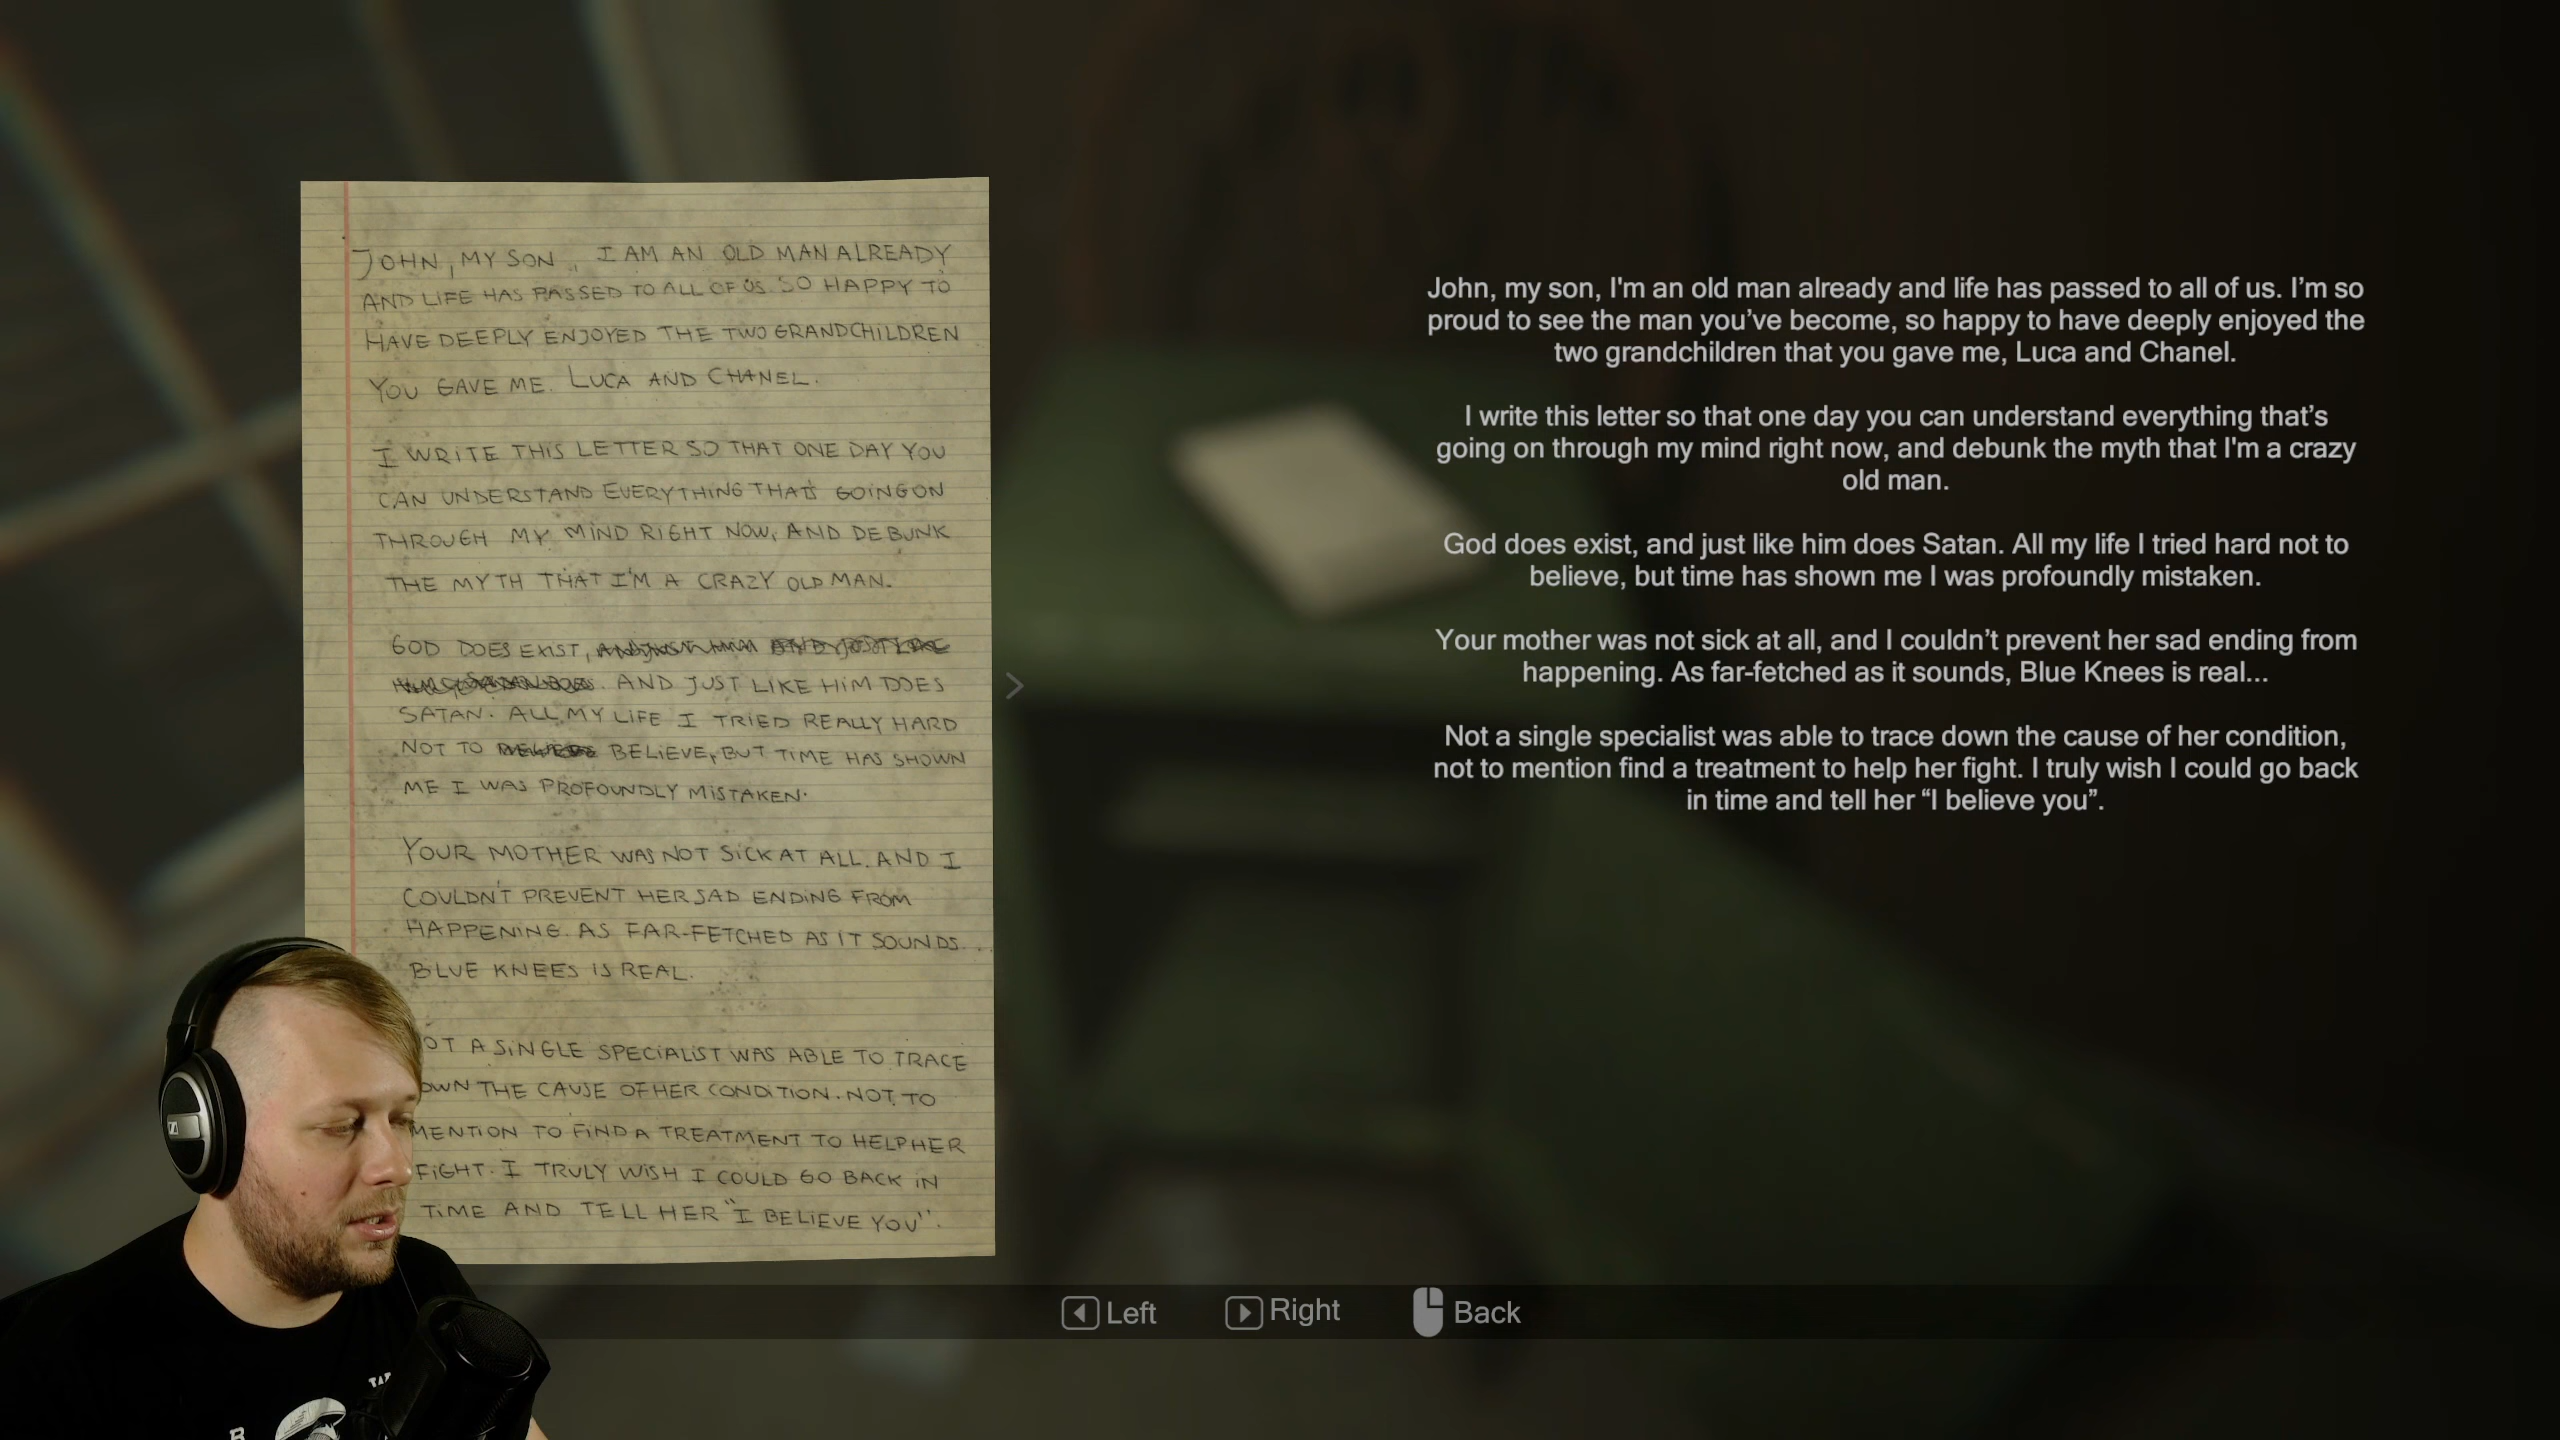 JOHN, MY SON, I AM AN OLD MAN ALREADY
AND LIFE HAS PASSED TO ALL OF US. SO HAPPY TO
HAVE DEEPLY ENJOYED THE TWO GRANDCHILDREN
YOU GAVE ME. LUCA AND CHANEL.
I WRITE THIS LETTER SO THAT ONE DAY YOU
CAN UNDERSTAND EVERYTHING THAT'S GOING ON
THROUGH MY MIND RIGHT NOW, AND DEBUNK
THE MYTH THAT I'M A CRAZY OLD MAN.
GOD DOES EXIST,
AND JUST LIKE HIM DOES
SATAN. ALL MY LIFE I TRIED REALLY HARD
NOT TO BELIEVE, BUT TIME HAS SHOWN
ME I WAS PROFOUNDLY MISTAKEN.
YOUR MOTHER WAS NOT SICK AT ALL. AND I
COULDN'T PREVENT HER SAD ENDING FROM
HAPPENING. AS FAR-FETCHED AS IT SOUNDS...
BLUE KNEES IS REAL.
OT A SINGLE SPECIALIST WAS ABLE TO TRACE
OWN THE CAUSE OF HER CONDITION. NOT TO
MENTION TO FIND A TREATMENT TO HELP HER
FIGHT. I TRULY WISH I COULD GO BACK IN
TIME AND TELL HER "I BELIEVE YOU".
John, my son, I'm an old man already and life has passed to all of us. I'm so
proud to see the man you've become, so happy to have deeply enjoyed the
two grandchildren that you gave me, Luca and Chanel.
I write this letter so that one day you can understand everything that's
going on through my mind right now, and debunk the myth that I'm a crazy
old man.
God does exist, and just like him does Satan. All my life I tried hard not to
believe, but time has shown me I was profoundly mistaken.
Your mother was not sick at all, and I couldn't prevent her sad ending from
happening. As far-fetched as it sounds, Blue Knees is real...
Not a single specialist was able to trace down the cause of her condition,
not to mention find a treatment to help her fight. I truly wish I could go back
in time and tell her “I believe you”.
Left
Right
Back